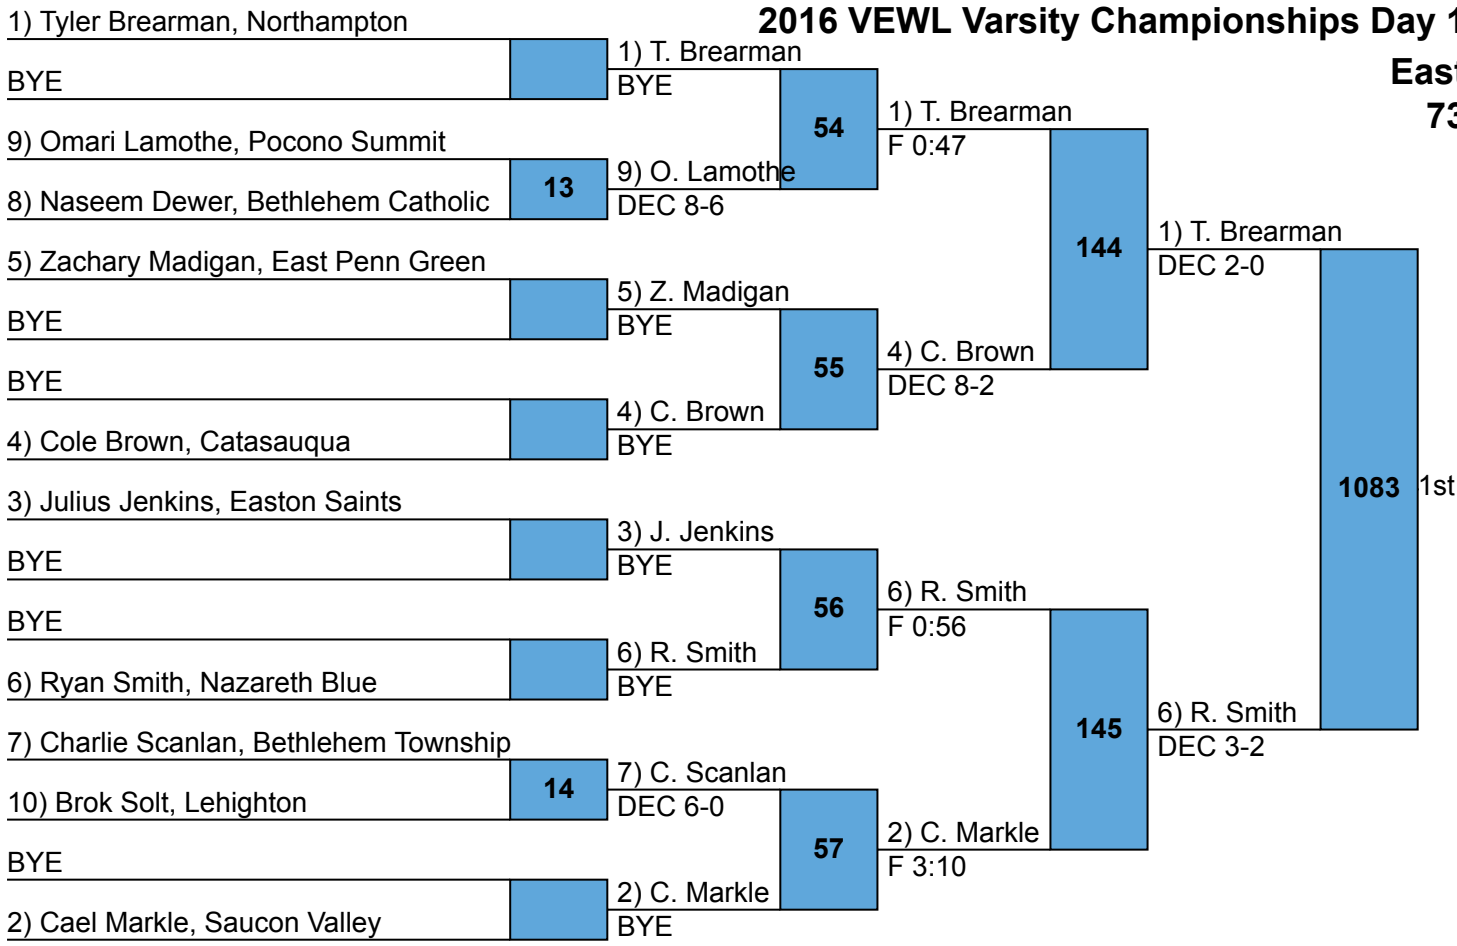 2016 VEWL Varsity Championships Day 1
East
73
1) Tyler Brearman, Northampton
BYE
9) Omari Lamothe, Pocono Summit
13
8) Naseem Dewer, Bethlehem Catholic
5) Zachary Madigan, East Penn Green
BYE
BYE
4) Cole Brown, Catasauqua
3) Julius Jenkins, Easton Saints
BYE
BYE
6) Ryan Smith, Nazareth Blue
7) Charlie Scanlan, Bethlehem Township
14
10) Brok Solt, Lehighton
BYE
2) Cael Markle, Saucon Valley
1) T. Brearman
BYE
54
9) O. Lamothe
DEC 8-6
5) Z. Madigan
BYE
55
4) C. Brown
BYE
3) J. Jenkins
BYE
56
6) R. Smith
BYE
7) C. Scanlan
DEC 6-0
57
2) C. Markle
BYE
1) T. Brearman
F 0:47
144
4) C. Brown
DEC 8-2
6) R. Smith
F 0:56
145
2) C. Markle
F 3:10
1) T. Brearman
DEC 2-0
1083
6) R. Smith
DEC 3-2
1st